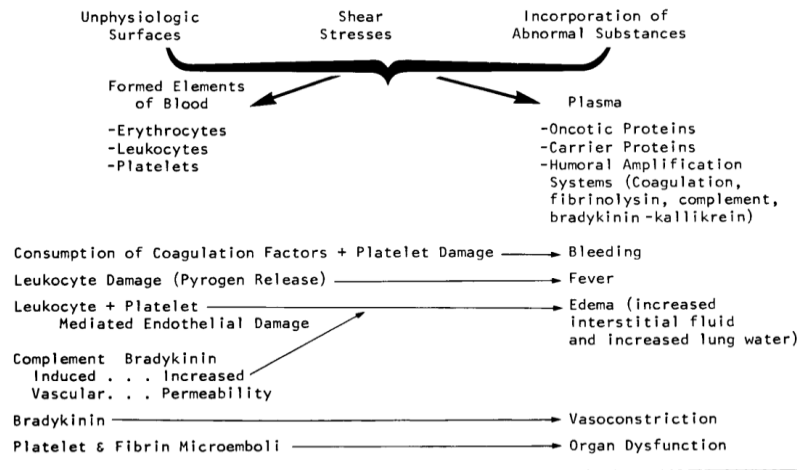 Unphysiologic
Surfaces
Shear
Stresses
Incorporation of
Abnormal Substances
Formed Elements
of Blood
-Erythrocytes
-Leukocytes
-Platelets
Plasma
-Oncotic Proteins
-Carrier Proteins
-Humoral Amplification
Systems (Coagulation,
fibrinolysin, complement,
bradykinin-kallikrein)
Consumption of Coagulation Factors + Platelet Damage
Bleeding
Leukocyte Damage (Pyrogen Release)
Fever
Leukocyte + Platelet
Mediated Endothelial Damage
Edema (increased
interstitial fluid
and increased lung water)
Complement Bradykinin
Induced . . . Increased
Vascular. . . Permeability
Bradykinin
Vasoconstriction
Platelet & Fibrin Microemboli
Organ Dysfunction